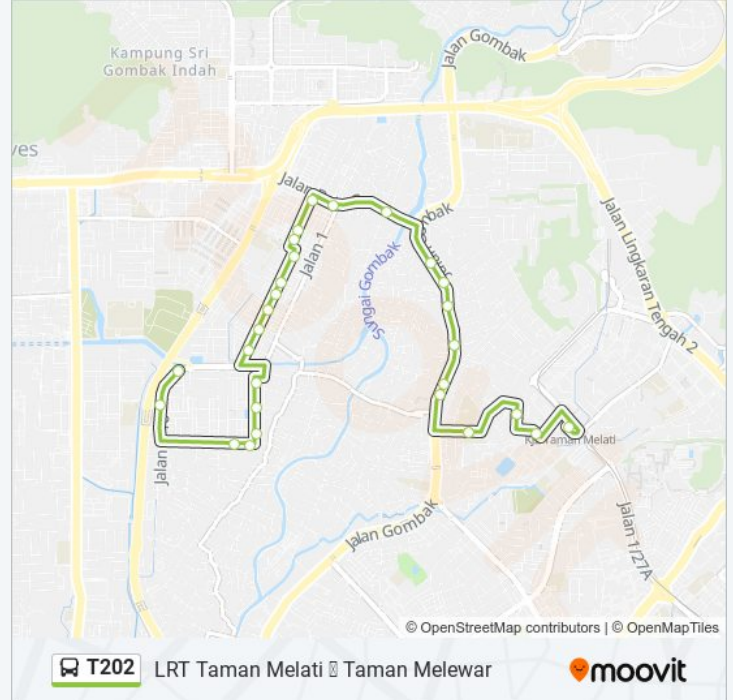 Jalan Gombak
Kampung Sri
Gombak Indah
ves
Jalan
bak
Jalan 1
Jalan Lingkaran Tengah 2
Sungai Gombak
Jalan
Taman Melati
Jalan Gombak
Jalan 1/27A
© OpenStreetMap contributors | © OpenMapTiles
T202
LRT Taman Melati Taman Melewar
moovit